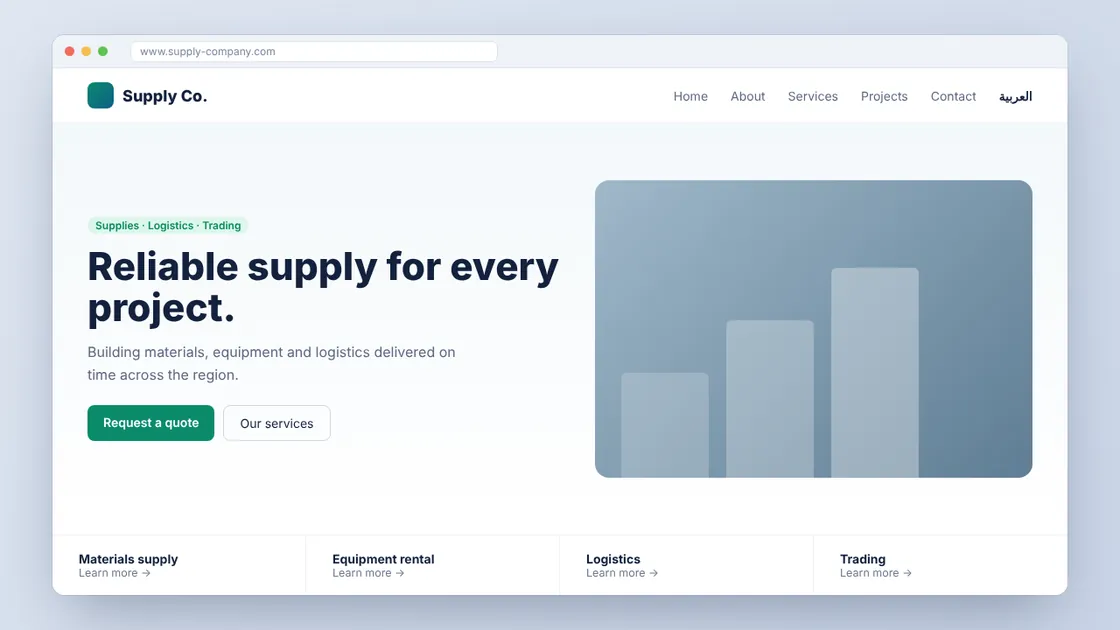 www.supply-company.com
Supply Co.
Home About Services Projects Contact العربية
Supplies · Logistics · Trading
Reliable supply for every
project.
Building materials, equipment and logistics delivered on
time across the region.
Request a quote Our services
Materials supply
Learn more →
Equipment rental
Learn more →
Logistics
Learn more →
Trading
Learn more →